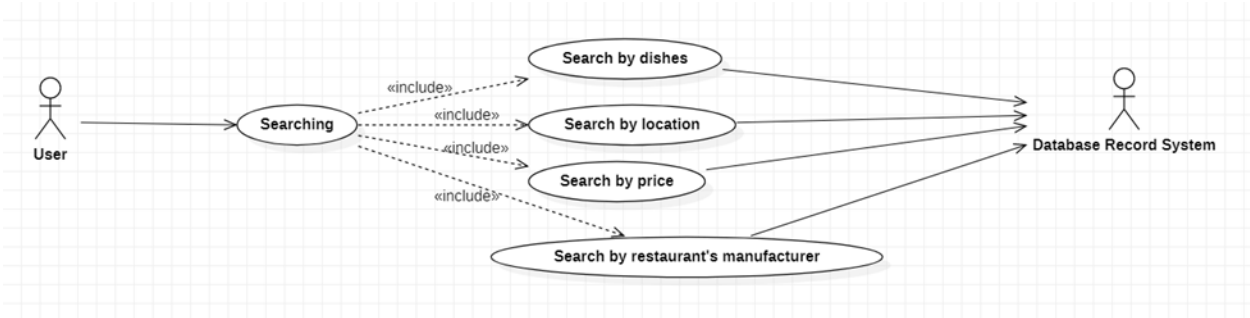 Search by dishes
«include»
User
Searching
«include»
Search by location
Database Record System
«include»
Search by price
«include»
Search by restaurant's manufacturer